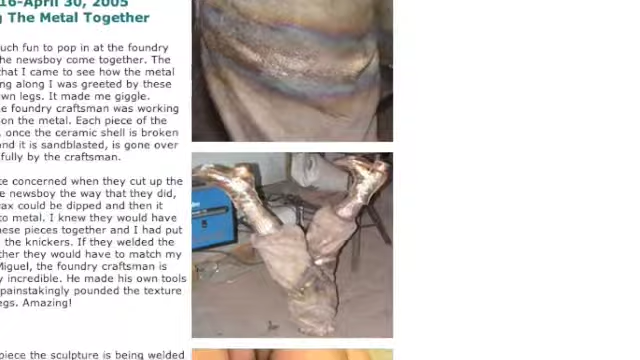 16-April 30, 2005
The Metal Together
uch fun to pop in at the foundry
he newsboy come together. The
hat I came to see how the metal
ng along I was greeted by these
wn legs. It made me giggle.
e foundry craftsman was working
on the metal. Each piece of the
, once the ceramic shell is broken
and it is sandblasted, is gone over
fully by the craftsman.
te concerned when they cut up the
e newsboy the way that they did,
ax could be dipped and then it
to metal. I knew they would have
hese pieces together and I had put
the knickers. If they welded the
ther they would have to match my
Miguel, the foundry craftsman is
y incredible. He made his own tools
painstakingly pounded the texture
egs. Amazing!
piece the sculpture is being welded